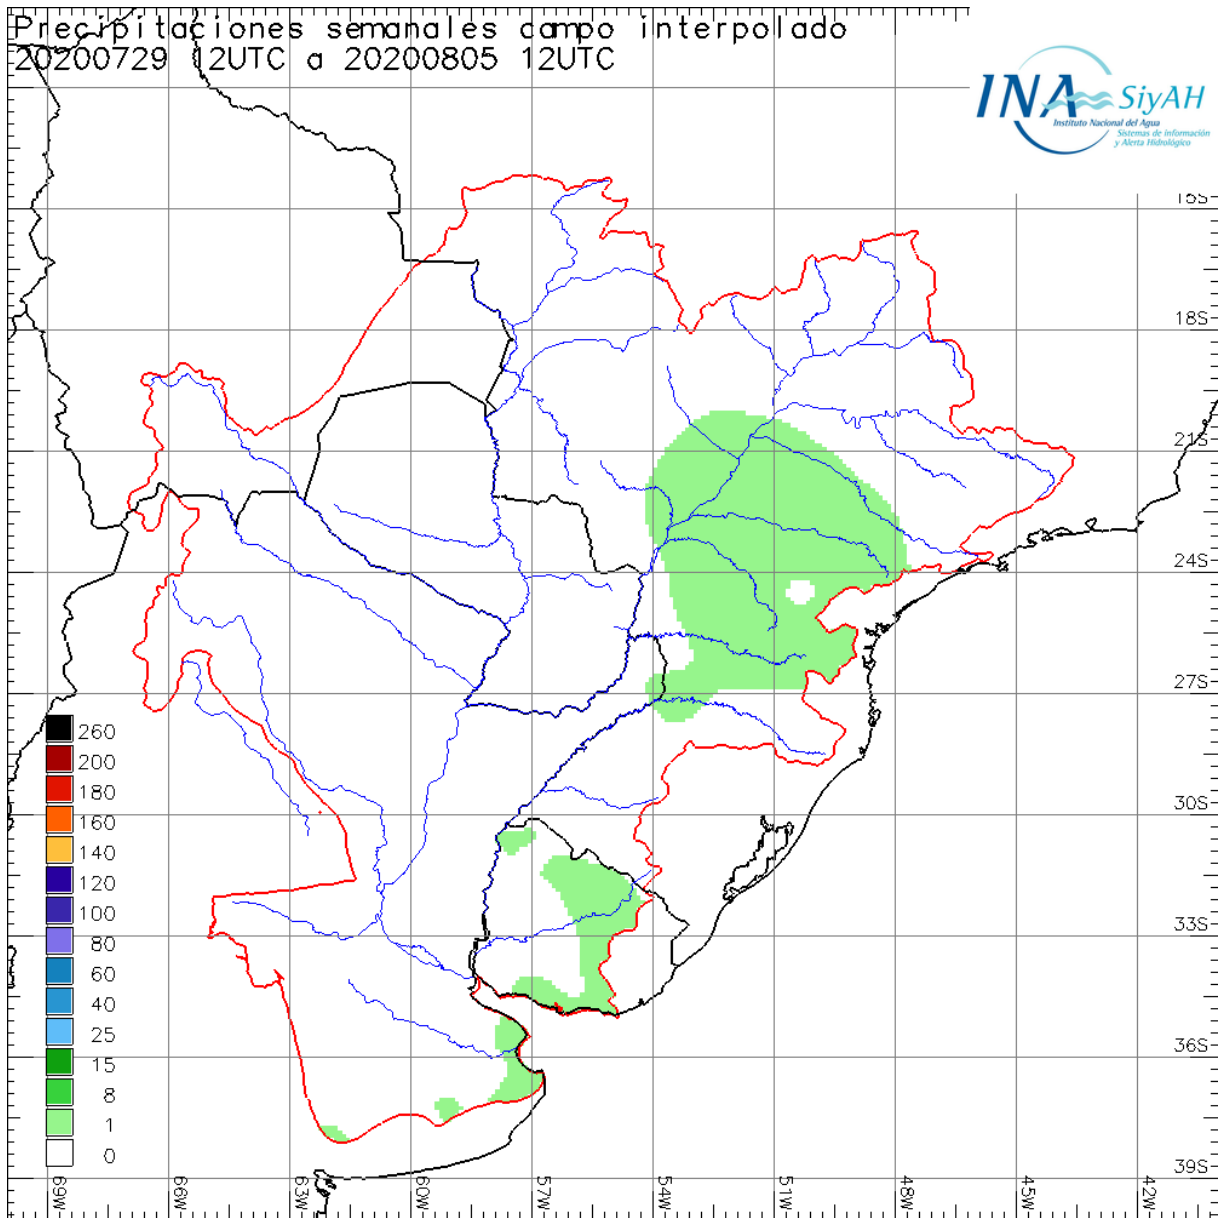 Precipitaciones semanales campo interpolado
20200729 12UTC a 20200805 12UTC
INA SiyAH
Instituto Nacional del Agua
Sistemas de información
y Alerta Hidrológico
15S
18S
21S
24S
27S
30S
33S
36S
39S
260
200
180
160
140
120
100
80
60
40
25
15
8
1
0
69W
66W
63W
60W
57W
54W
51W
48W
45W
42W